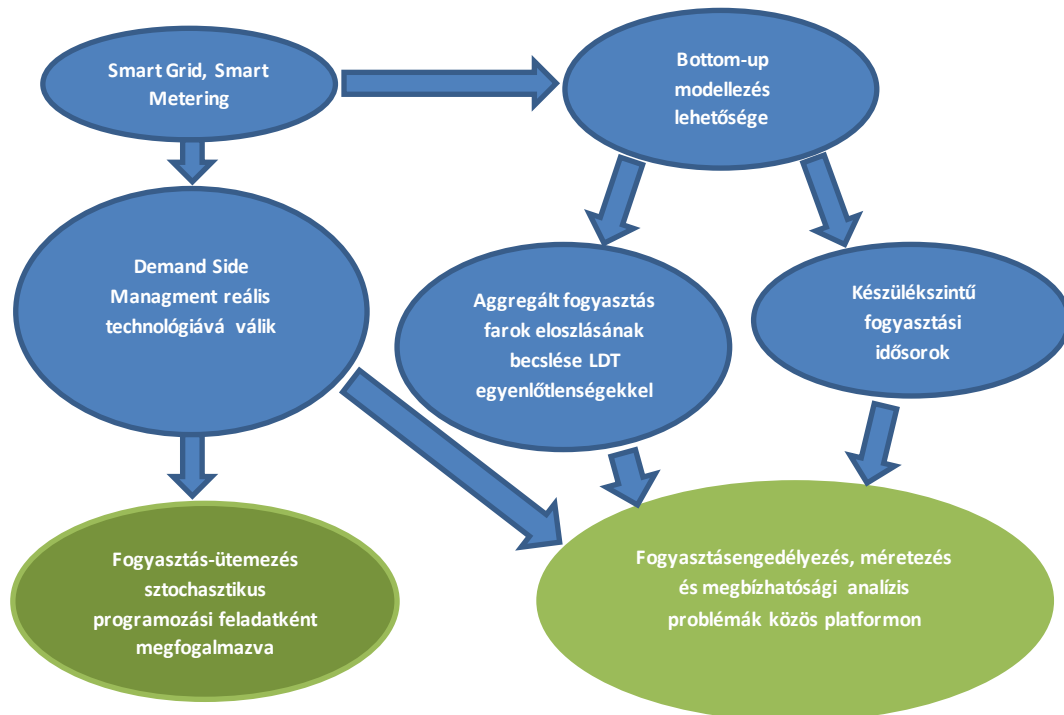 Smart Grid, Smart
Metering
Bottom-up
modellezés
lehetősége
Demand Side
Managment reális
technológiává válik
Aggregált fogyasztás
farok eloszlásának
becslése LDT
egyenlőtlenségekkel
Készülékszintű
fogyasztási
idősorok
Fogyasztás-ütemezés
sztochasztikus
programozási feladatként
megfogalmazva
Fogyasztásengedélyezés, méretezés
és megbízhatósági analízis
problémák közös platformon